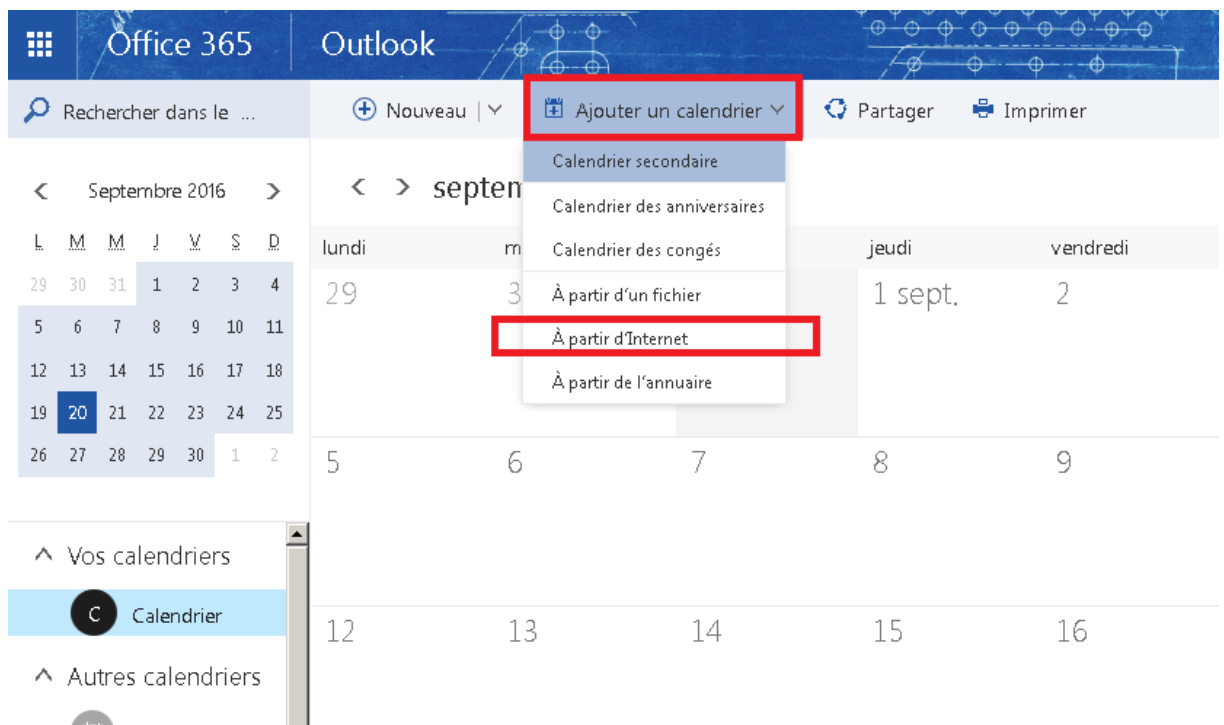 Office 365 Outlook
Rechercher dans le ... Nouveau Ajouter un calendrier Partager Imprimer
Calendrier secondaire
Calendrier des anniversaires
Calendrier des congés
À partir d'un fichier
À partir d'Internet
À partir de l'annuaire
Septembre 2016
L M M J V S D
29 30 31 1 2 3 4
5 6 7 8 9 10 11
12 13 14 15 16 17 18
19 20 21 22 23 24 25
26 27 28 29 30 1 2
Vos calendriers
C Calendrier
Autres calendriers
lundi jeudi vendredi
29 1 sept. 2
5 6 7 8 9
12 13 14 15 16